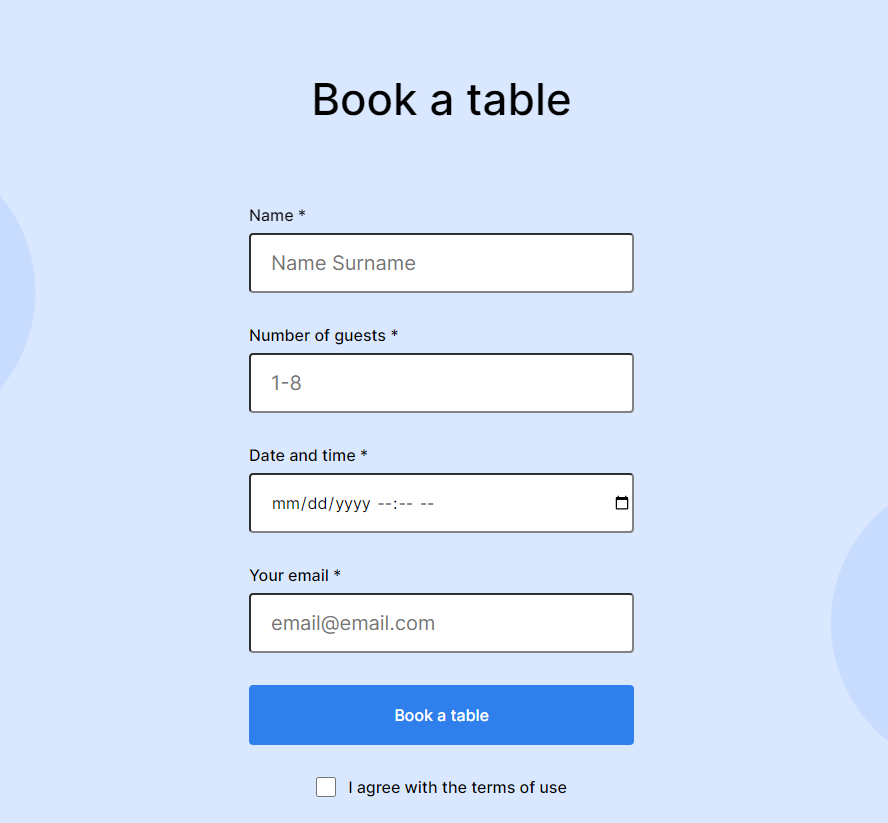 Book a table
Name *
Name Surname
Number of guests *
1-8
Date and time *
mm/dd/yyyy --:-- --
Your email *
email@email.com
Book a table
I agree with the terms of use